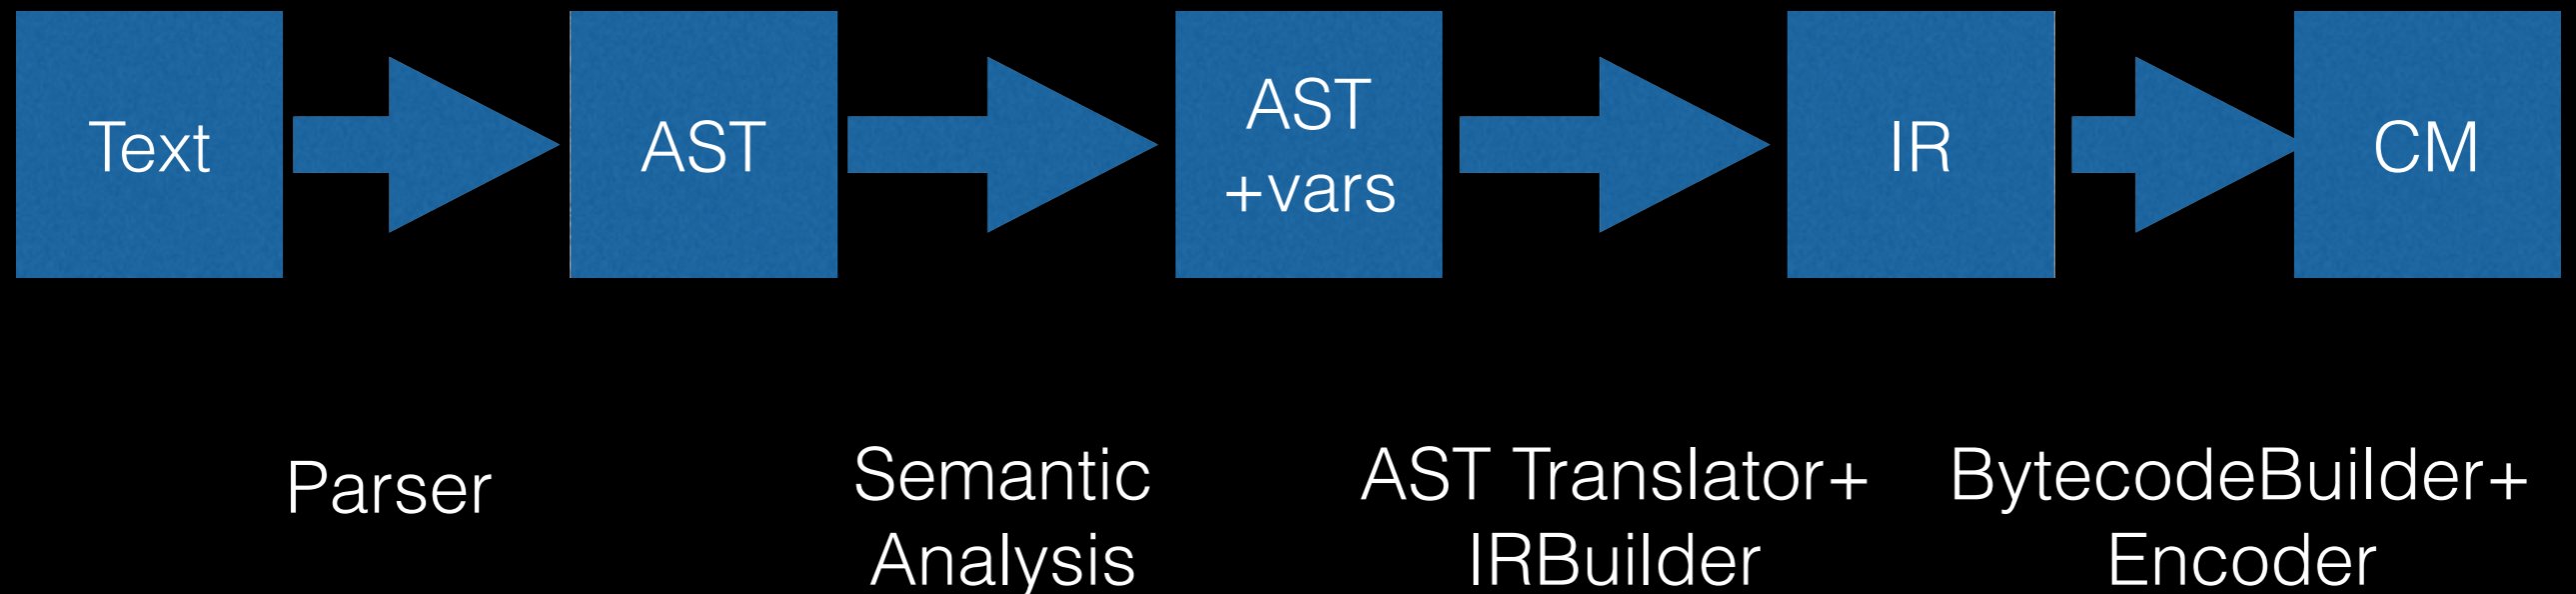 Text
AST
AST
+vars
IR
CM
Parser
Semantic
Analysis
AST Translator+
IRBuilder
BytecodeBuilder+
Encoder